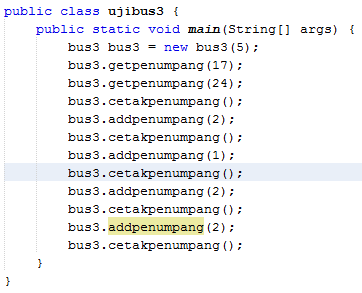 public class ujibus3 {
public static void main(String[] args) {
bus3 bus3 = new bus3(5);
bus3.getpenumpang(17);
bus3.getpenumpang(24);
bus3.cetakpenumpang();
bus3.addpenumpang(2);
bus3.cetakpenumpang();
bus3.addpenumpang(1);
bus3.cetakpenumpang();
bus3.addpenumpang(2);
bus3.cetakpenumpang();
bus3.addpenumpang(2);
bus3.cetakpenumpang();
}
}